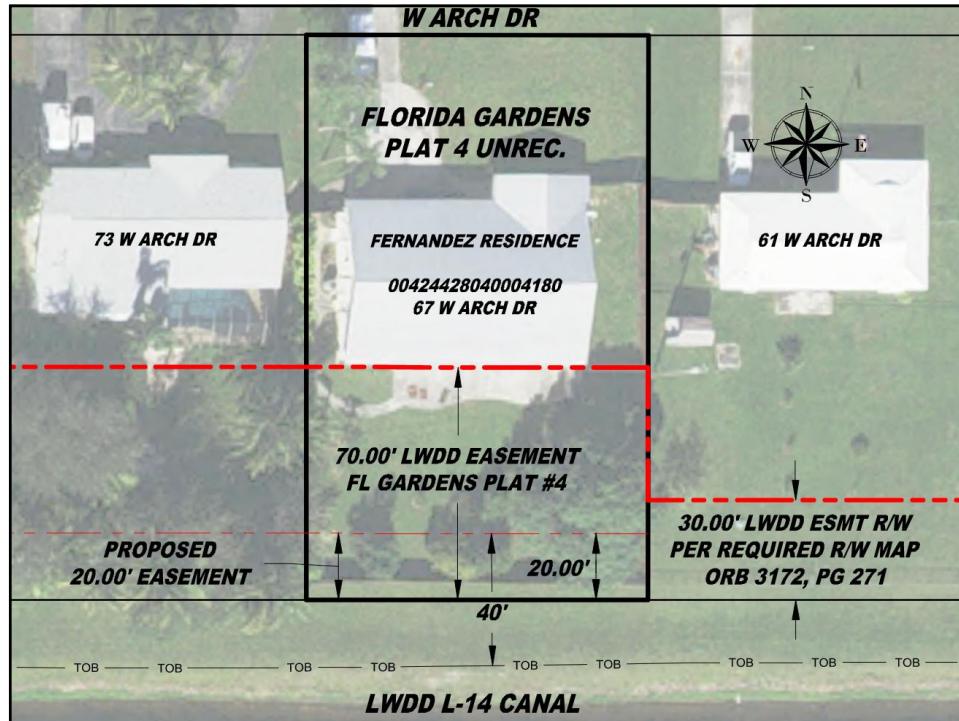 W ARCH DR
FLORIDA GARDENS
PLAT 4 UNREC.
N
W E
S
73 W ARCH DR
FERNANDEZ RESIDENCE
00424428040004180
67 W ARCH DR
61 W ARCH DR
70.00' LWDD EASEMENT
FL GARDENS PLAT #4
30.00' LWDD ESMT R/W
PER REQUIRED R/W MAP
ORB 3172, PG 271
PROPOSED
20.00' EASEMENT
20.00'
40'
TOB TOB TOB TOB TOB TOB TOB TOB TOB
LWDD L-14 CANAL